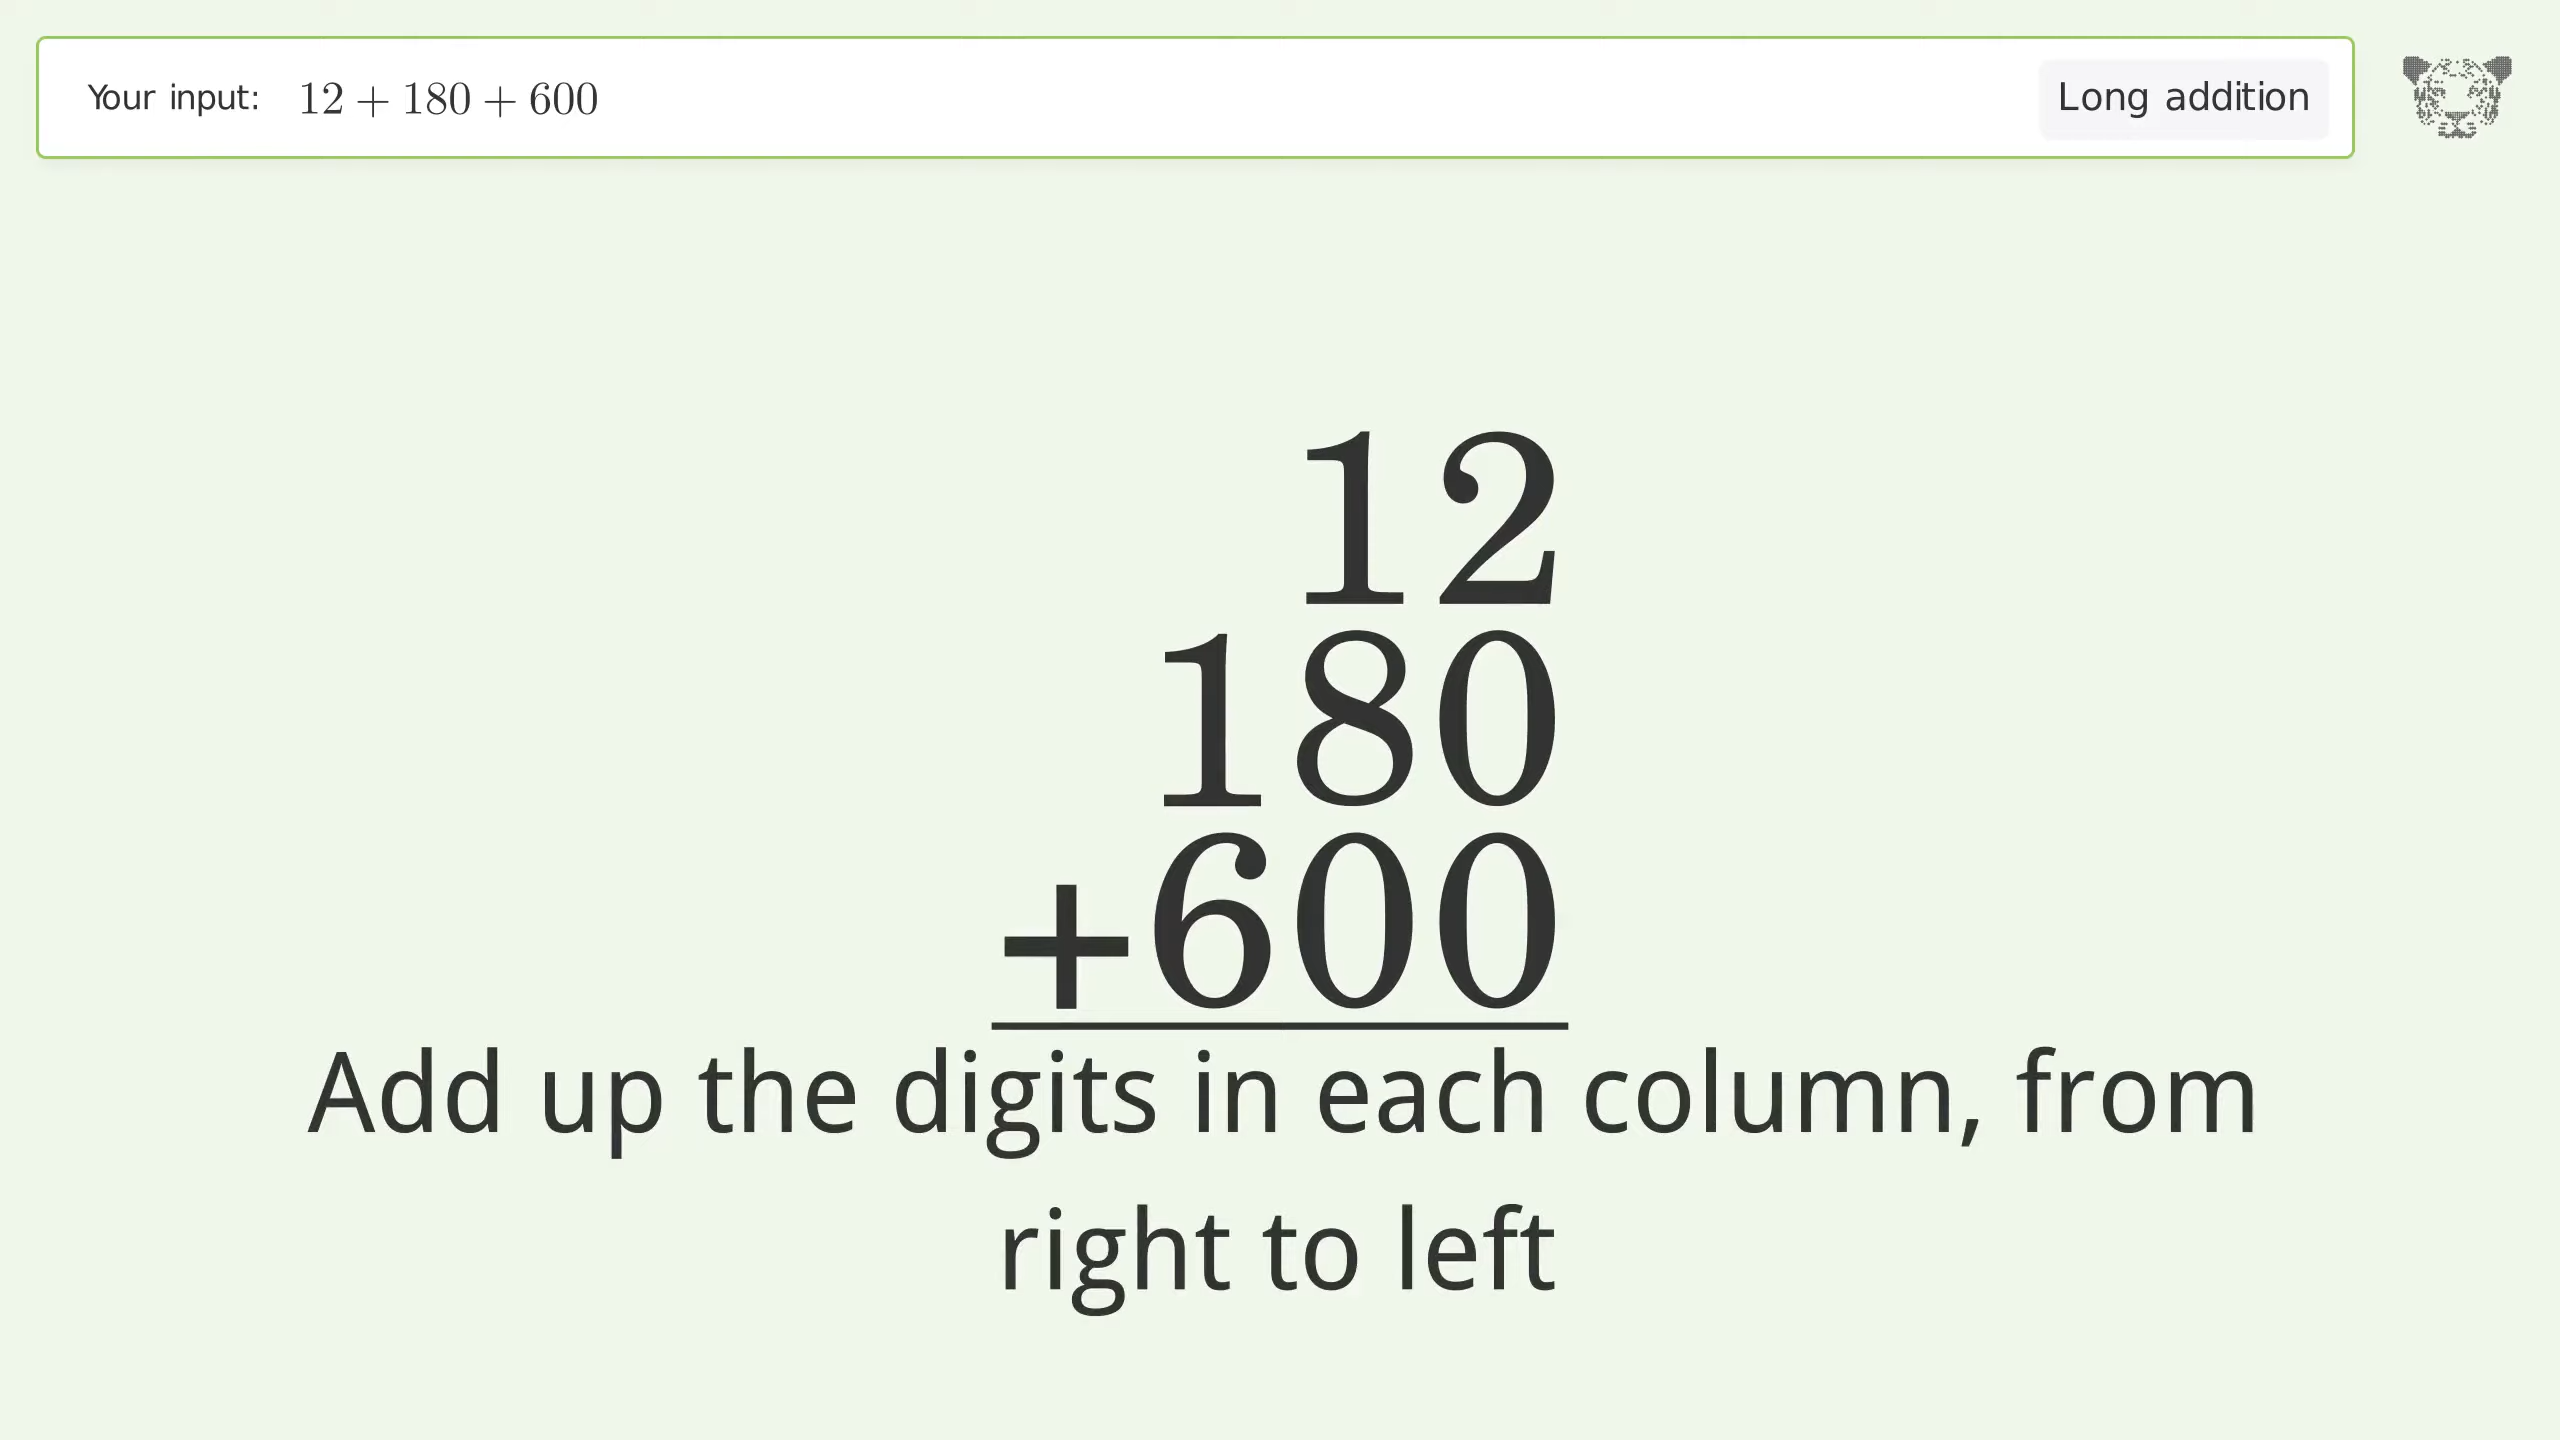 Your input: 12 + 180 + 600
Long addition
12
180
+600
Add up the digits in each column, from
right to left